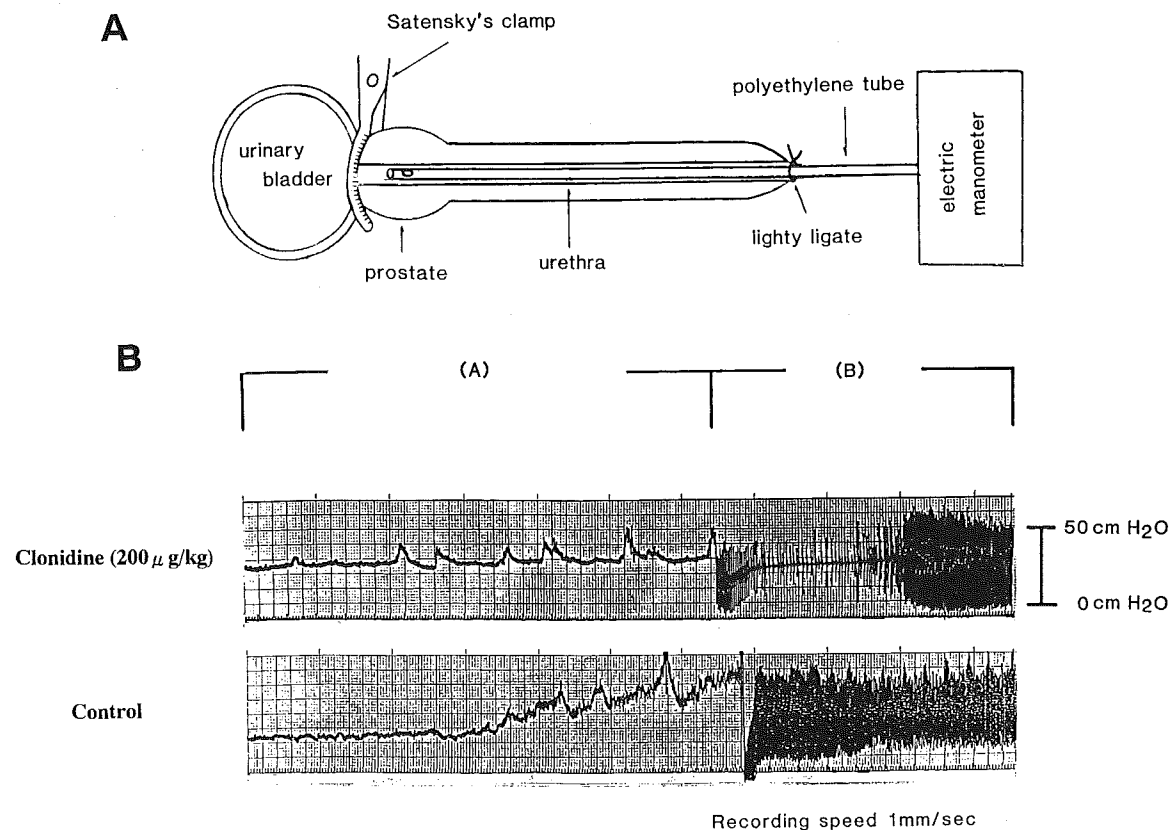 A
Satensky's clamp
polyethylene tube
urinary
bladder
electric
manometer
lighty ligate
urethra
prostate
B
(A)
(B)
Clonidine (200 μ g/kg)
50 cm H2O
0 cm H2O
Control
Recording speed 1mm/sec